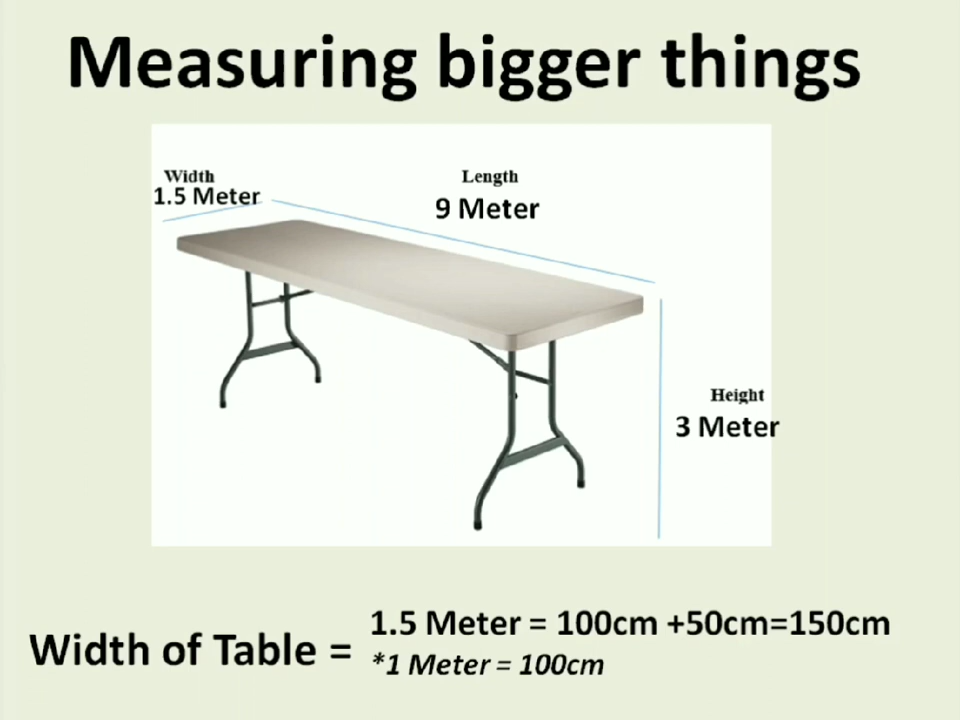 Measuring bigger things
Width
1.5 Meter
Length
9 Meter
Height
3 Meter
Width of Table =
1.5 Meter = 100cm +50cm=150cm
*1 Meter = 100cm